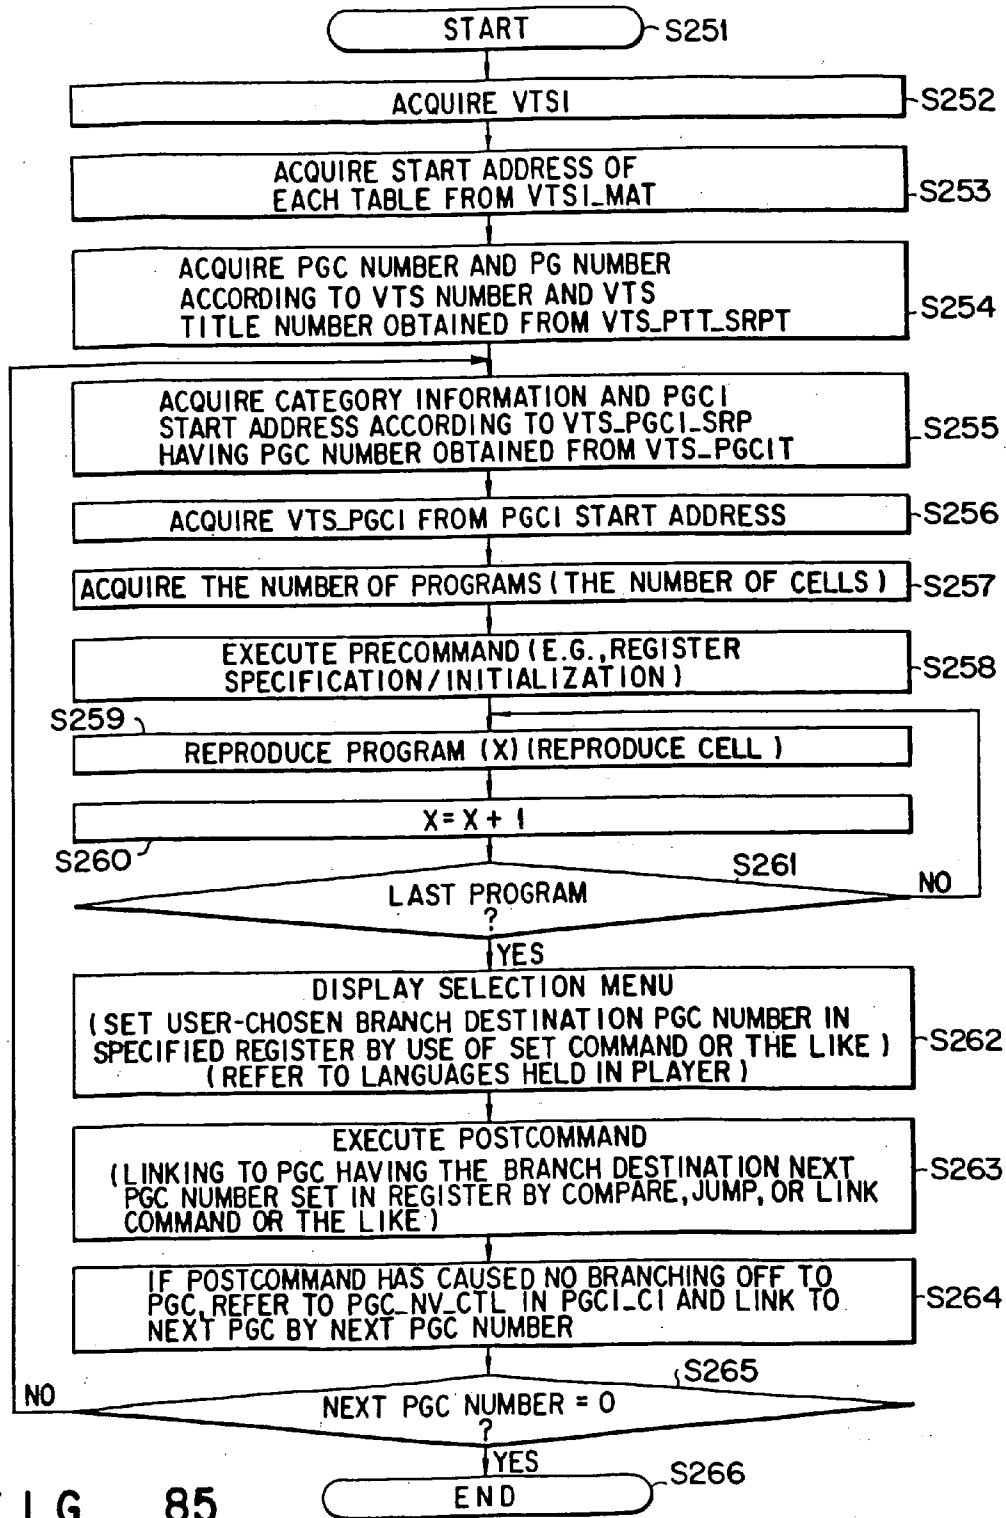 START
S251
ACQUIRE VTSI
S252
ACQUIRE START ADDRESS OF
EACH TABLE FROM VTSI_MAT
S253
ACQUIRE PGC NUMBER AND PG NUMBER
ACCORDING TO VTS NUMBER AND VTS
TITLE NUMBER OBTAINED FROM VTS_PTT_SRPT
S254
ACQUIRE CATEGORY INFORMATION AND PGCI
START ADDRESS ACCORDING TO VTS_PGCI_SRP
HAVING PGC NUMBER OBTAINED FROM VTS_PGCIT
S255
ACQUIRE VTS_PGCI FROM PGCI START ADDRESS
S256
ACQUIRE THE NUMBER OF PROGRAMS (THE NUMBER OF CELLS)
S257
EXECUTE PRECOMMAND (E.G., REGISTER
SPECIFICATION/INITIALIZATION)
S258
S259
REPRODUCE PROGRAM (X) (REPRODUCE CELL)
X = X + 1
S260
S261
LAST PROGRAM
?
NO
YES
DISPLAY SELECTION MENU
(SET USER-CHOSEN BRANCH DESTINATION PGC NUMBER IN
SPECIFIED REGISTER BY USE OF SET COMMAND OR THE LIKE)
(REFER TO LANGUAGES HELD IN PLAYER)
S262
EXECUTE POSTCOMMAND
(LINKING TO PGC HAVING THE BRANCH DESTINATION NEXT
PGC NUMBER SET IN REGISTER BY COMPARE, JUMP, OR LINK
COMMAND OR THE LIKE)
S263
IF POSTCOMMAND HAS CAUSED NO BRANCHING OFF TO
PGC, REFER TO PGC_NV_CTL IN PGCI_CI AND LINK TO
NEXT PGC BY NEXT PGC NUMBER
S264
S265
NO
NEXT PGC NUMBER = 0
?
YES
END
S266
FIG. 85